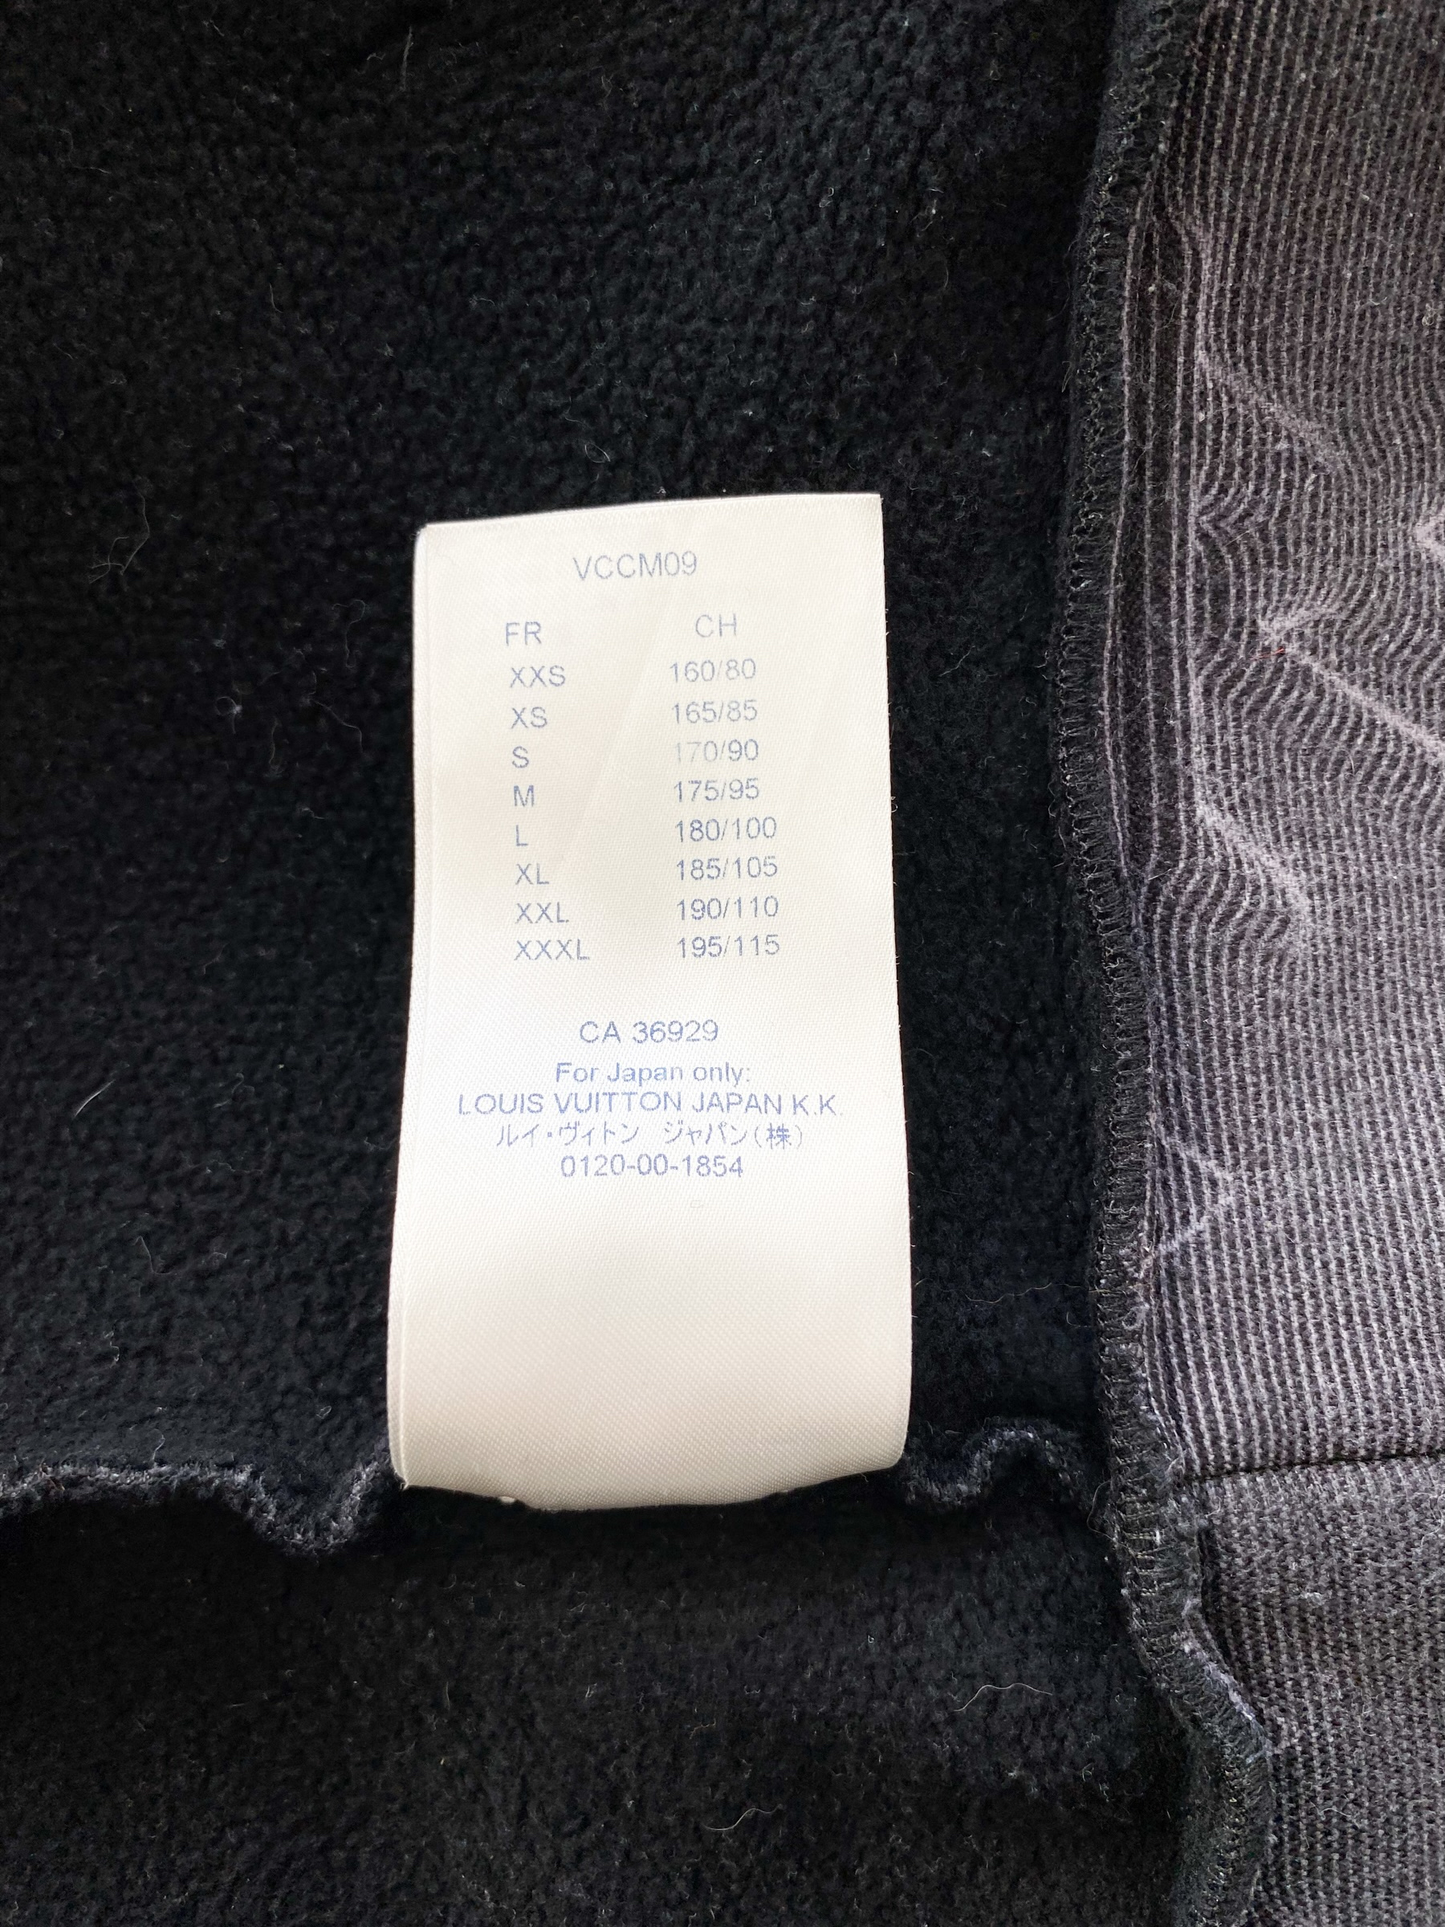 VCCM09
FR CH
XXS 160/80
XS 165/85
S 170/90
M 175/95
L 180/100
XL 185/105
XXL 190/110
XXXL 195/115
CA 36929
For Japan only:
LOUIS VUITTON JAPAN K.K.
ルイ・ヴィトン ジャパン(株)
0120-00-1854